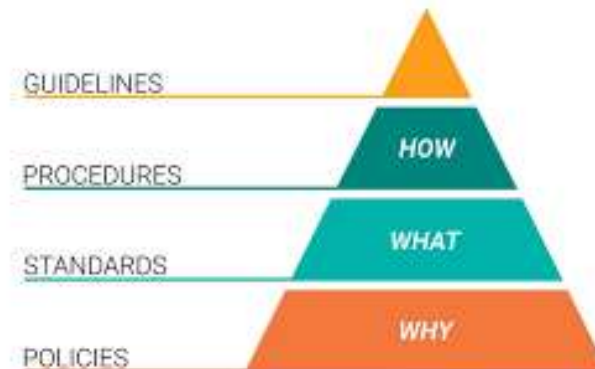 GUIDELINES
HOW
PROCEDURES
WHAT
STANDARDS
WHY
POLICIES